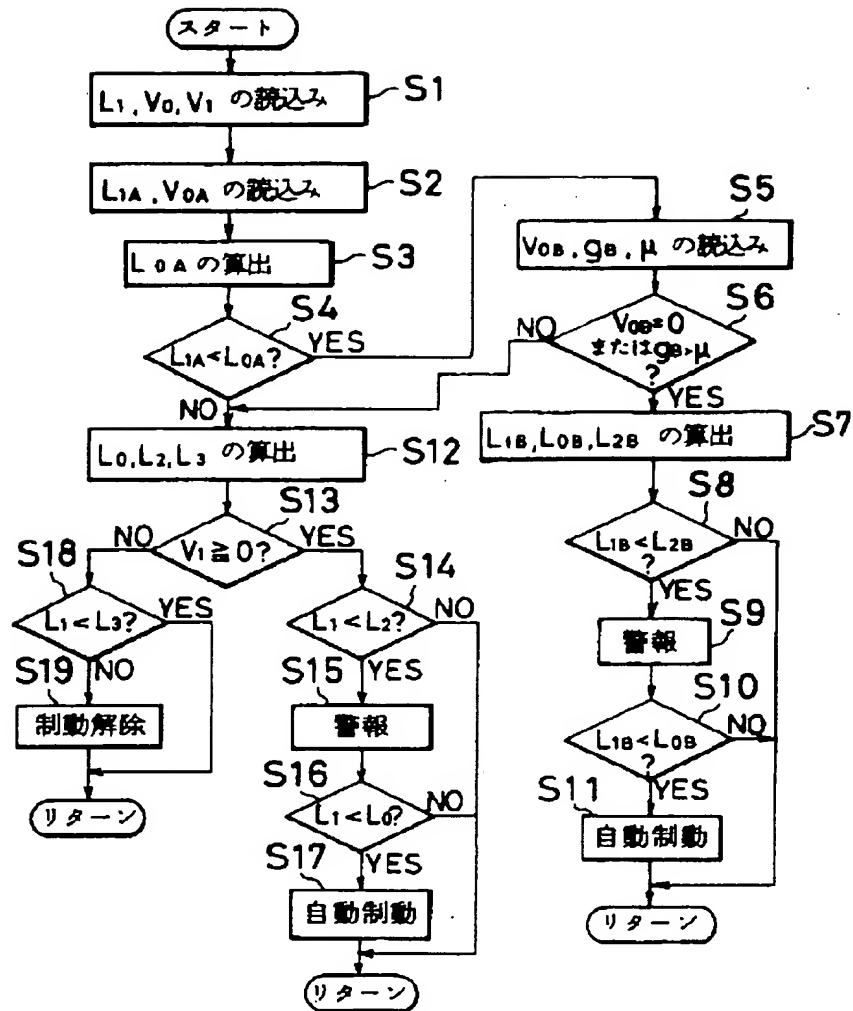 スタート
L1, V0, V1 の読込み
S1
L1A, V0A の読込み
S2
L0A の算出
S3
S4
L1A<L0A?
YES
NO
S5
V0B, gB, μ の読込み
S6
V0B=0
またはgB>μ
?
NO
YES
S7
L1B, L0B, L2B の算出
S8
L1B<L2B
?
NO
YES
S9
警報
S10
L1B<L0B
?
NO
YES
S11
自動制動
リターン
L0, L2, L3 の算出
S12
S13
V1≧0?
NO
YES
S18
L1<L3?
YES
NO
S19
制動解除
リターン
S14
L1<L2?
NO
YES
S15
警報
S16
L1<L0?
NO
YES
S17
自動制動
リターン